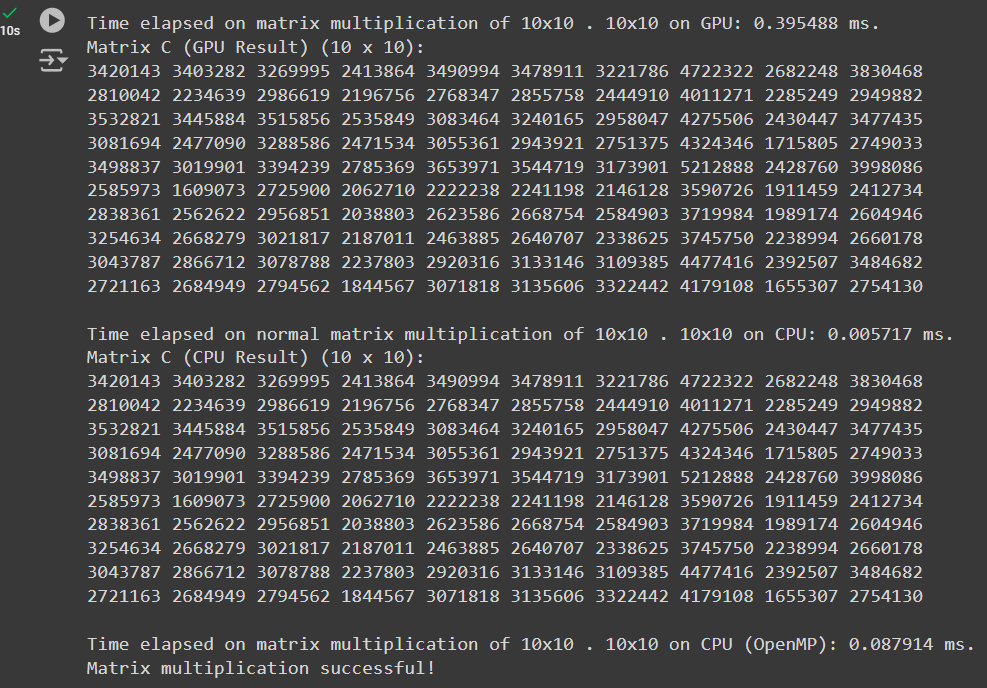 10s
Time elapsed on matrix multiplication of 10x10 . 10x10 on GPU: 0.395488 ms.
Matrix C (GPU Result) (10 x 10):
3420143 3403282 3269995 2413864 3490994 3478911 3221786 4722322 2682248 3830468
2810042 2234639 2986619 2196756 2768347 2855758 2444910 4011271 2285249 2949882
3532821 3445884 3515856 2535849 3083464 3240165 2958047 4275506 2430447 3477435
3081694 2477090 3288586 2471534 3055361 2943921 2751375 4324346 1715805 2749033
3498837 3019901 3394239 2785369 3653971 3544719 3173901 5212888 2428760 3998086
2585973 1609073 2725900 2062710 2222238 2241198 2146128 3590726 1911459 2412734
2838361 2562622 2956851 2038803 2623586 2668754 2584903 3719984 1989174 2604946
3254634 2668279 3021817 2187011 2463885 2640707 2338625 3745750 2238994 2660178
3043787 2866712 3078788 2237803 2920316 3133146 3109385 4477416 2392507 3484682
2721163 2684949 2794562 1844567 3071818 3135606 3322442 4179108 1655307 2754130
Time elapsed on normal matrix multiplication of 10x10 . 10x10 on CPU: 0.005717 ms.
Matrix C (CPU Result) (10 x 10):
3420143 3403282 3269995 2413864 3490994 3478911 3221786 4722322 2682248 3830468
2810042 2234639 2986619 2196756 2768347 2855758 2444910 4011271 2285249 2949882
3532821 3445884 3515856 2535849 3083464 3240165 2958047 4275506 2430447 3477435
3081694 2477090 3288586 2471534 3055361 2943921 2751375 4324346 1715805 2749033
3498837 3019901 3394239 2785369 3653971 3544719 3173901 5212888 2428760 3998086
2585973 1609073 2725900 2062710 2222238 2241198 2146128 3590726 1911459 2412734
2838361 2562622 2956851 2038803 2623586 2668754 2584903 3719984 1989174 2604946
3254634 2668279 3021817 2187011 2463885 2640707 2338625 3745750 2238994 2660178
3043787 2866712 3078788 2237803 2920316 3133146 3109385 4477416 2392507 3484682
2721163 2684949 2794562 1844567 3071818 3135606 3322442 4179108 1655307 2754130
Time elapsed on matrix multiplication of 10x10 . 10x10 on CPU (OpenMP): 0.087914 ms.
Matrix multiplication successful!